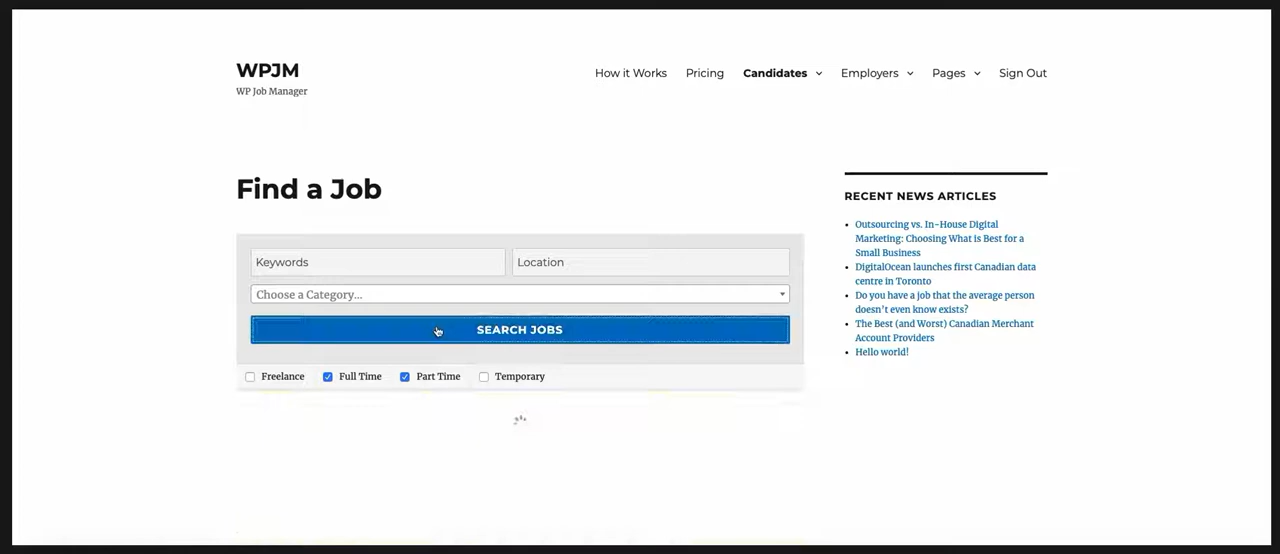 WPJM
WP Job Manager
How it Works
Pricing
Candidates
Employers
Pages
Sign Out
Find a Job
Keywords
Location
Choose a Category...
SEARCH JOBS
Freelance
Full Time
Part Time
Temporary
RECENT NEWS ARTICLES
Outsourcing vs. In-House Digital
Marketing: Choosing What is Best for a
Small Business
DigitalOcean launches first Canadian data
centre in Toronto
Do you have a job that the average person
doesn't even know exists?
The Best (and Worst) Canadian Merchant
Account Providers
Hello world!